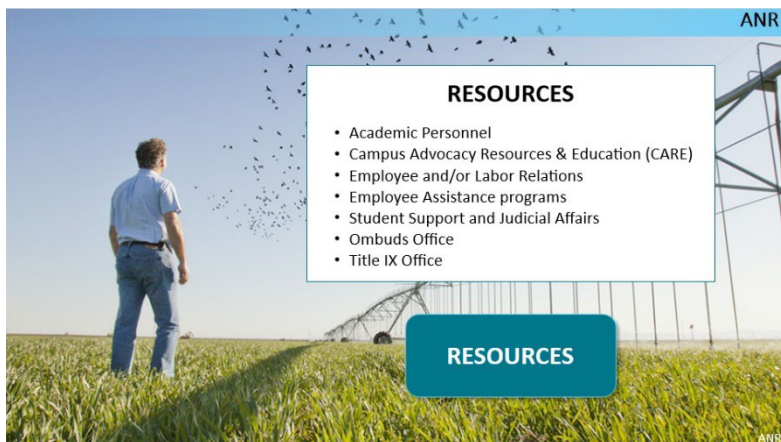 ANR
RESOURCES
• Academic Personnel
• Campus Advocacy Resources & Education (CARE)
• Employee and/or Labor Relations
• Employee Assistance programs
• Student Support and Judicial Affairs
• Ombuds Office
• Title IX Office
RESOURCES
ANR